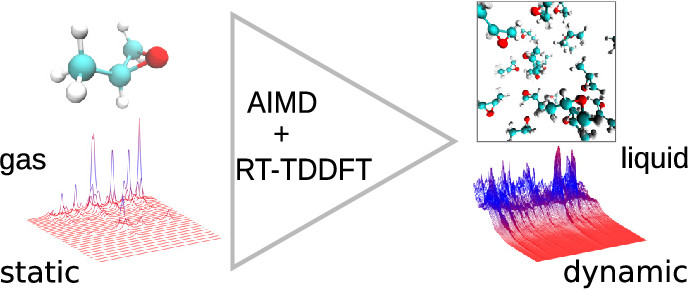 gas
static
AIMD
+
RT-TDDFT
liquid
dynamic